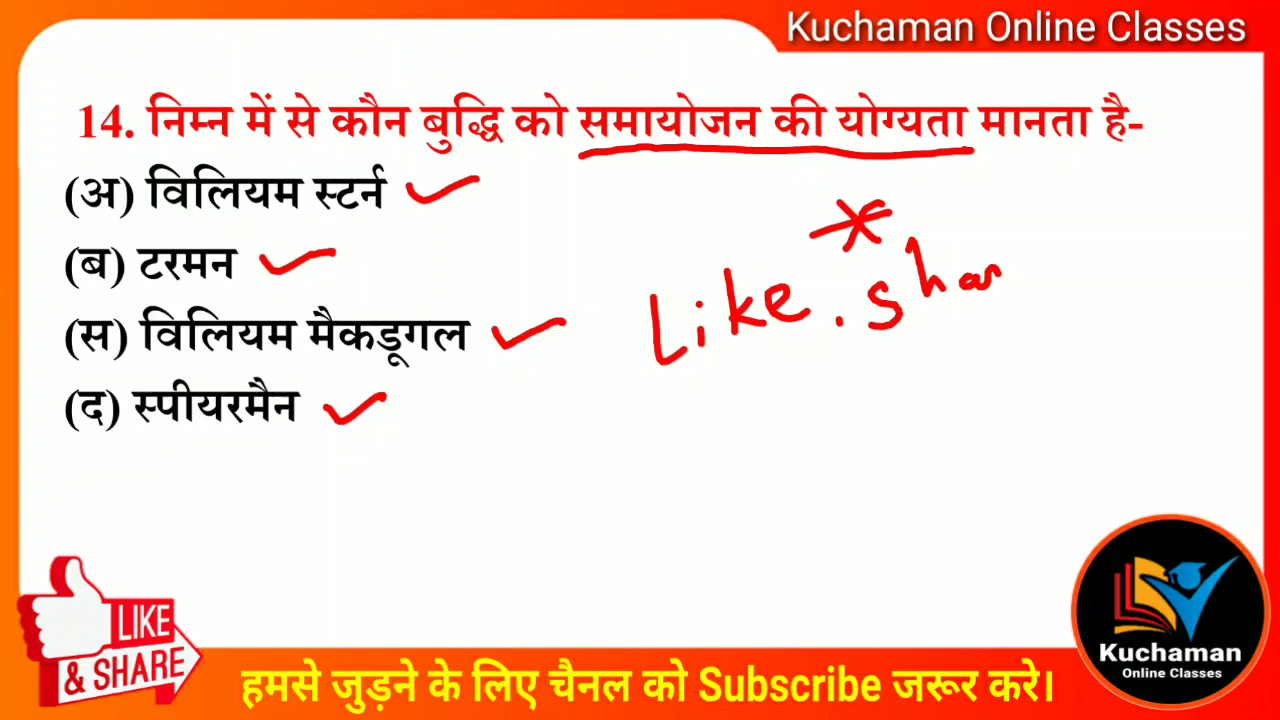 Kuchaman Online Classes
14. निम्न में से कौन बुद्धि को समायोजन की योग्यता मानता है-
(अ) विलियम स्टर्न
(ब) टरमन
(स) विलियम मैकडूगल
(द) स्पीयरमैन
Like. shar
LIKE
& SHARE
हमसे जुड़ने के लिए चैनल को Subscribe जरूर करे।
Kuchaman
Online Classes